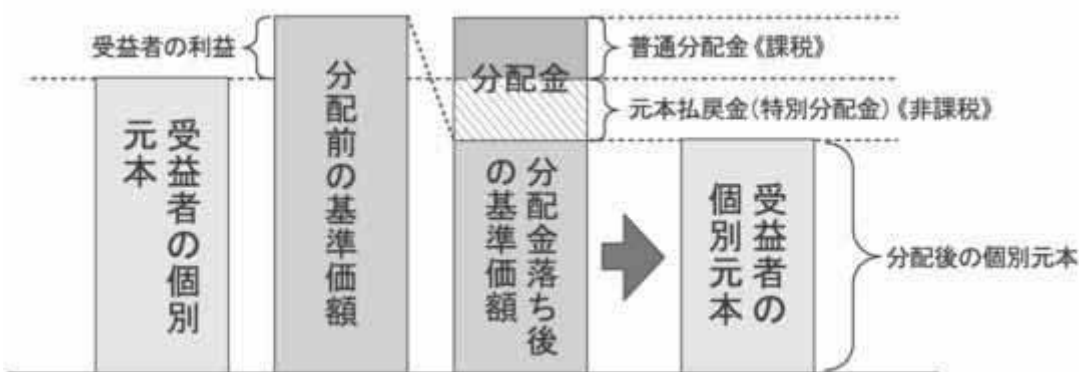 受益者の利益
受益者の個別
元本
分配前の基準価額
分配金
分配金落ち後
の基準価額
普通分配金《課税》
元本払戻金(特別分配金)《非課税》
受益者の
個別元本
分配後の個別元本